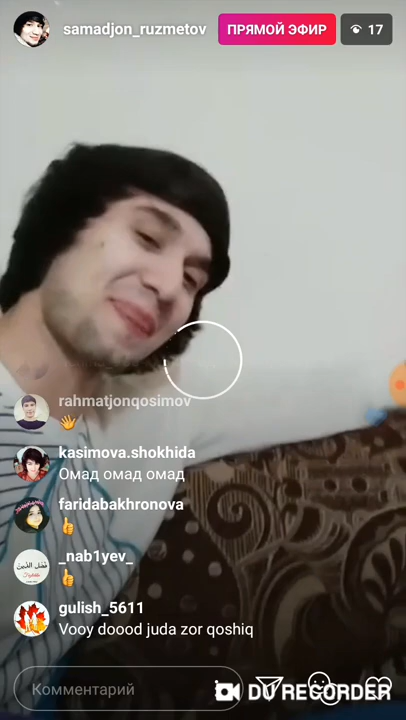 samadjon_ruzmetov ПРЯМОЙ ЭФИР 17
rahmatjonqosimov
👋
kasimova.shokhida
Омад омад омад
faridabakhronova
👍
_nab1yev_
👍
gulish_5611
Vooy doood juda zor qoshiq
Комментарий
DU RECORDER